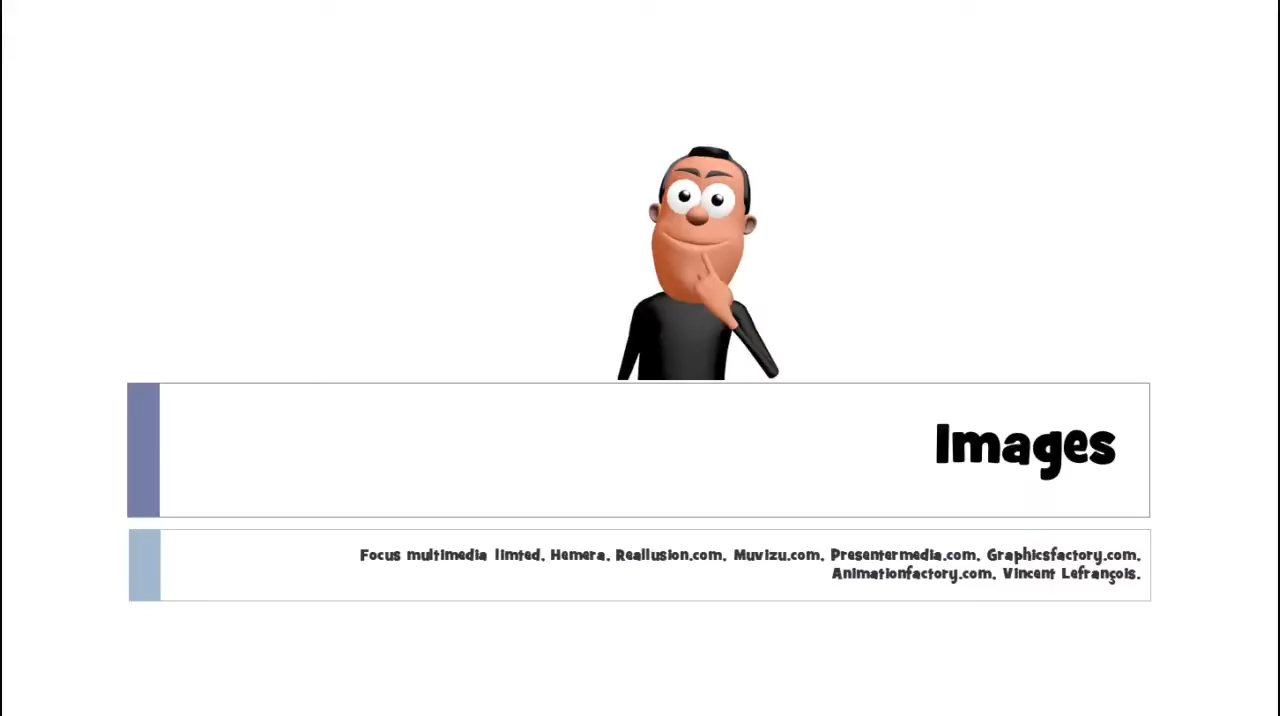 Images
Focus multimedia limted, Hemera, Reallusion.com, Muvizu.com, Presentermedia.com, Graphicsfactory.com,
Animationfactory.com, Vincent Lefrançois.